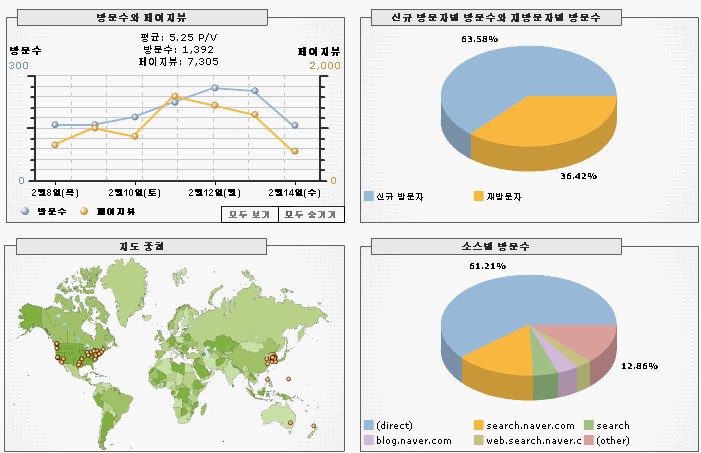 방문수와 페이지뷰
평균: 5.25 P/V
방문수: 1,392
페이지뷰: 7,305
방문수
페이지뷰
300
2,000
0
0
2월8일(목)
2월10일(토)
2월12일(월)
2월14일(수)
방문수
페이지뷰
모두 보기
모두 숨기기
신규 방문자별 방문수와 재방문자별 방문수
63.58%
36.42%
신규 방문자
재방문자
지도 중첩
소스별 방문수
61.21%
12.86%
(direct)
search.naver.com
search
blog.naver.com
web.search.naver.c
(other)